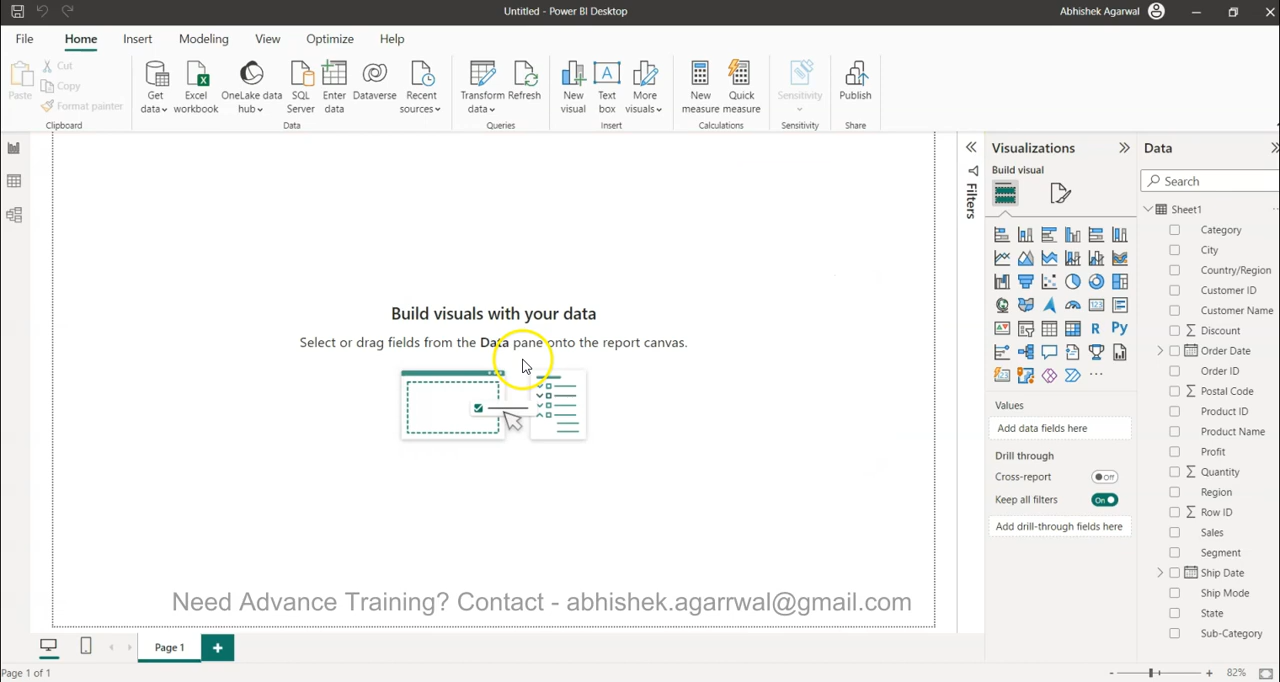 Untitled - Power BI Desktop
Abhishek Agarwal
File
Home
Insert
Modeling
View
Optimize
Help
Paste
Cut
Copy
Format painter
Clipboard
Get
data
Excel
workbook
OneLake data
hub
SQL
Server
Enter
data
Dataverse
Recent
sources
Data
Transform
data
Refresh
Queries
New
visual
Text
box
More
visuals
Insert
New
measure
Quick
measure
Calculations
Sensitivity
Sensitivity
Publish
Share
Build visuals with your data
Select or drag fields from the Data pane onto the report canvas.
Need Advance Training? Contact - abhishek.agarrwal@gmail.com
Filters
Visualizations
Build visual
R
Py
123
Values
Add data fields here
Drill through
Cross-report
Off
Keep all filters
On
Add drill-through fields here
Data
Search
Sheet1
Category
City
Country/Region
Customer ID
Customer Name
Discount
Order Date
Order ID
Postal Code
Product ID
Product Name
Profit
Quantity
Region
Row ID
Sales
Segment
Ship Date
Ship Mode
State
Sub-Category
Page 1
Page 1 of 1
82%